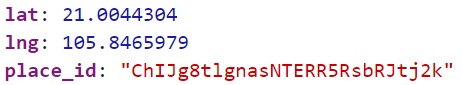 lat: 21.0044304
lng: 105.8465979
place_id: "ChIJg8tlgnasNTERR5RsbRJtj2k"